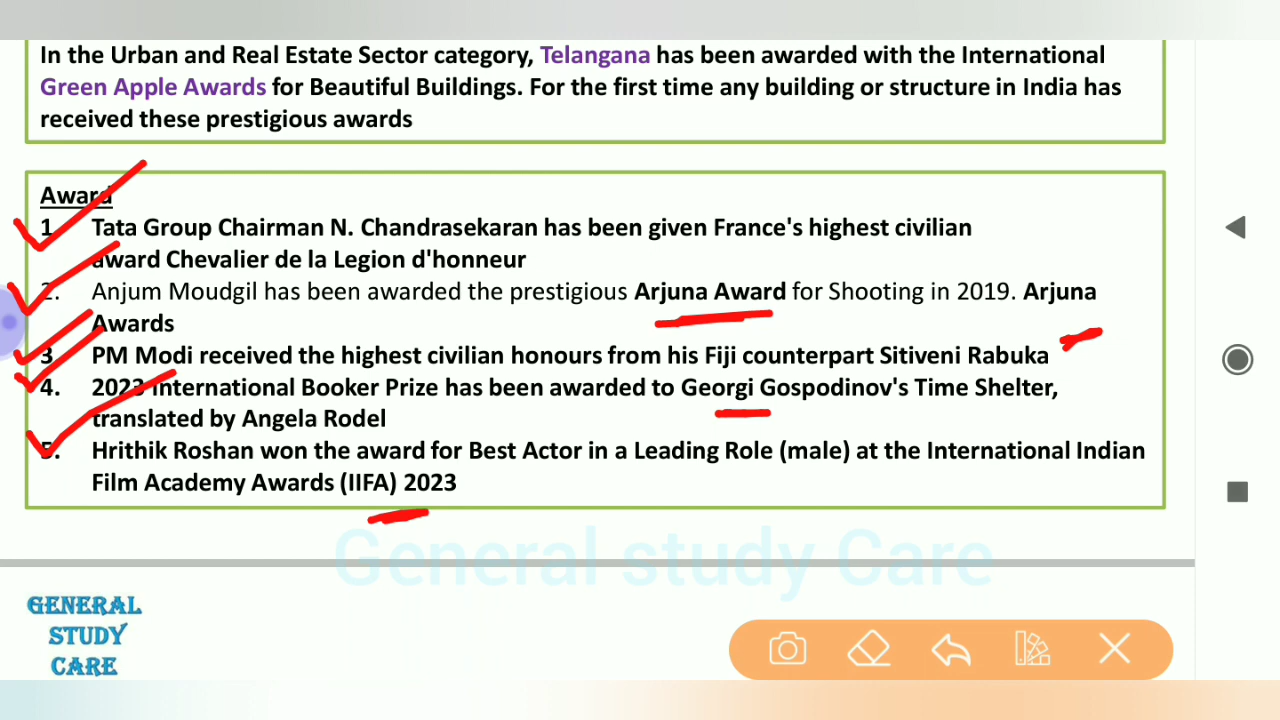 In the Urban and Real Estate Sector category, Telangana has been awarded with the International
Green Apple Awards for Beautiful Buildings. For the first time any building or structure in India has
received these prestigious awards
Award
1. Tata Group Chairman N. Chandrasekaran has been given France's highest civilian
award Chevalier de la Legion d'honneur
2. Anjum Moudgil has been awarded the prestigious Arjuna Award for Shooting in 2019. Arjuna
Awards
3 PM Modi received the highest civilian honours from his Fiji counterpart Sitiveni Rabuka
4. 2023 International Booker Prize has been awarded to Georgi Gospodinov's Time Shelter,
translated by Angela Rodel
5. Hrithik Roshan won the award for Best Actor in a Leading Role (male) at the International Indian
Film Academy Awards (IIFA) 2023
General study Care
GENERAL
STUDY
CARE